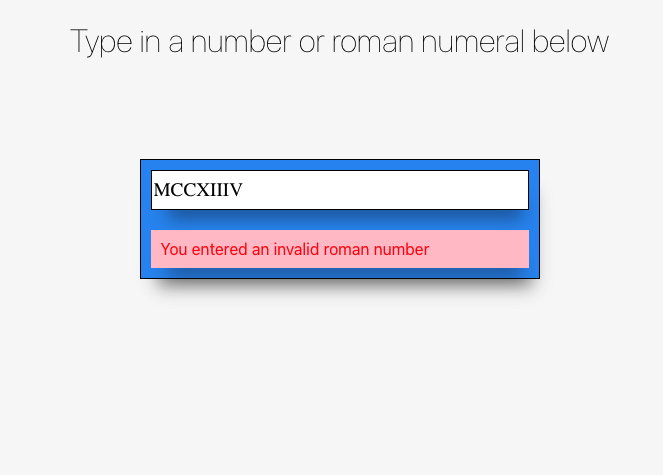 Type in a number or roman numeral below
MCCXIIIV
You entered an invalid roman number